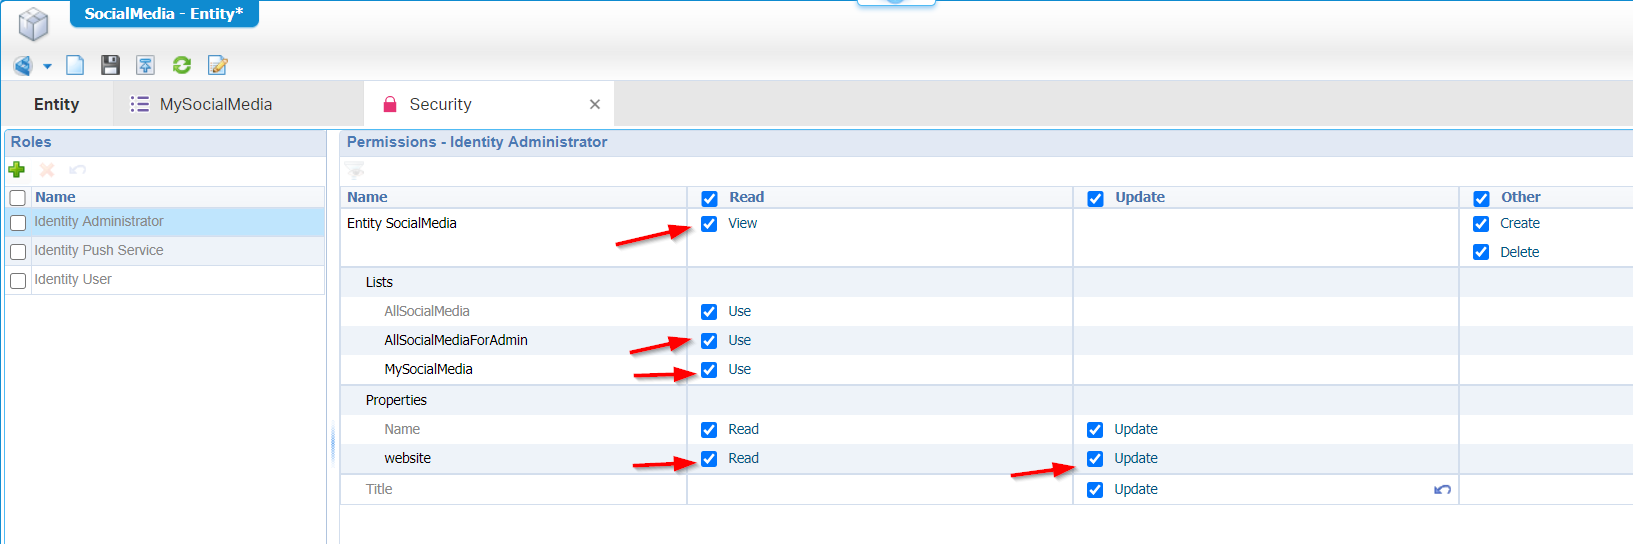 SocialMedia - Entity*
Entity
MySocialMedia
Security
Roles
Name
Identity Administrator
Identity Push Service
Identity User
Permissions - Identity Administrator
Name Read Update Other
Entity SocialMedia View Create
Delete
Lists
AllSocialMedia Use
AllSocialMediaForAdmin Use
MySocialMedia Use
Properties
Name Read Update
website Read Update
Title Update